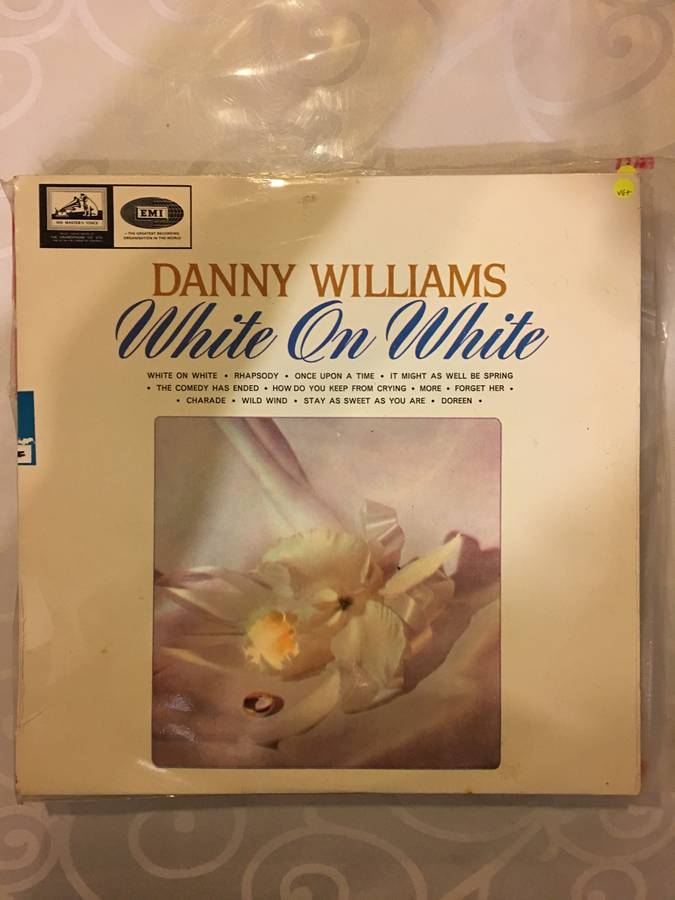 "HIS MASTER'S VOICE"
EMI
THE GREATEST RECORDING
ORGANISATION IN THE WORLD
VG+
DANNY WILLIAMS
White On White
WHITE ON WHITE • RHAPSODY • ONCE UPON A TIME • IT MIGHT AS WELL BE SPRING
• THE COMEDY HAS ENDED • HOW DO YOU KEEP FROM CRYING • MORE • FORGET HER •
• CHARADE • WILD WIND • STAY AS SWEET AS YOU ARE • DOREEN •